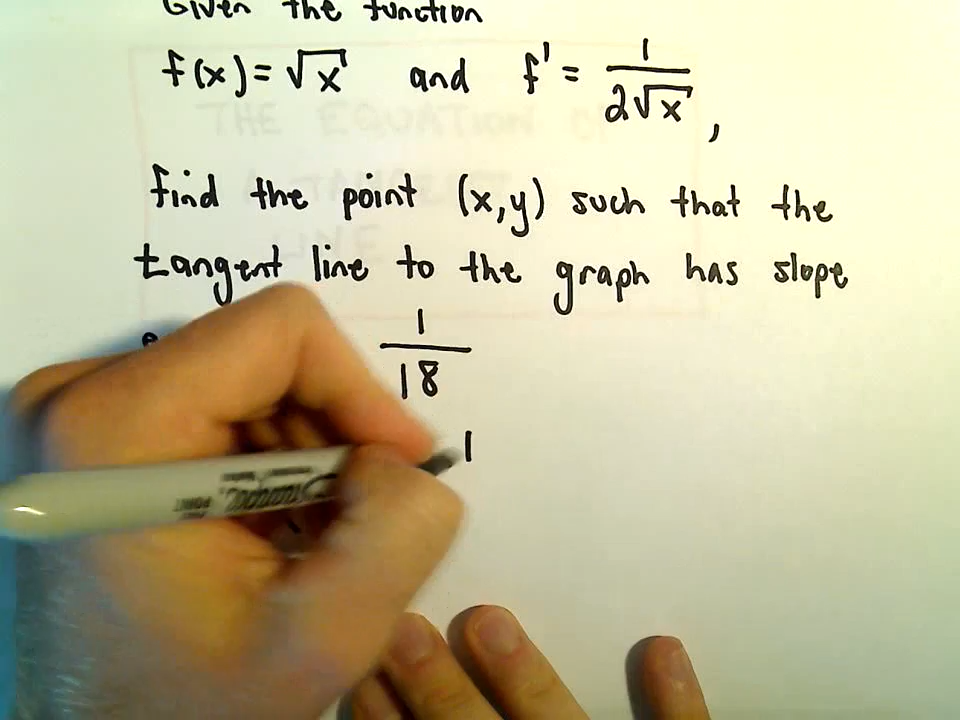 Given the function
f(x) = √x and f' = 1/(2√x),
find the point (x,y) such that the
tangent line to the graph has slope
1/18
1